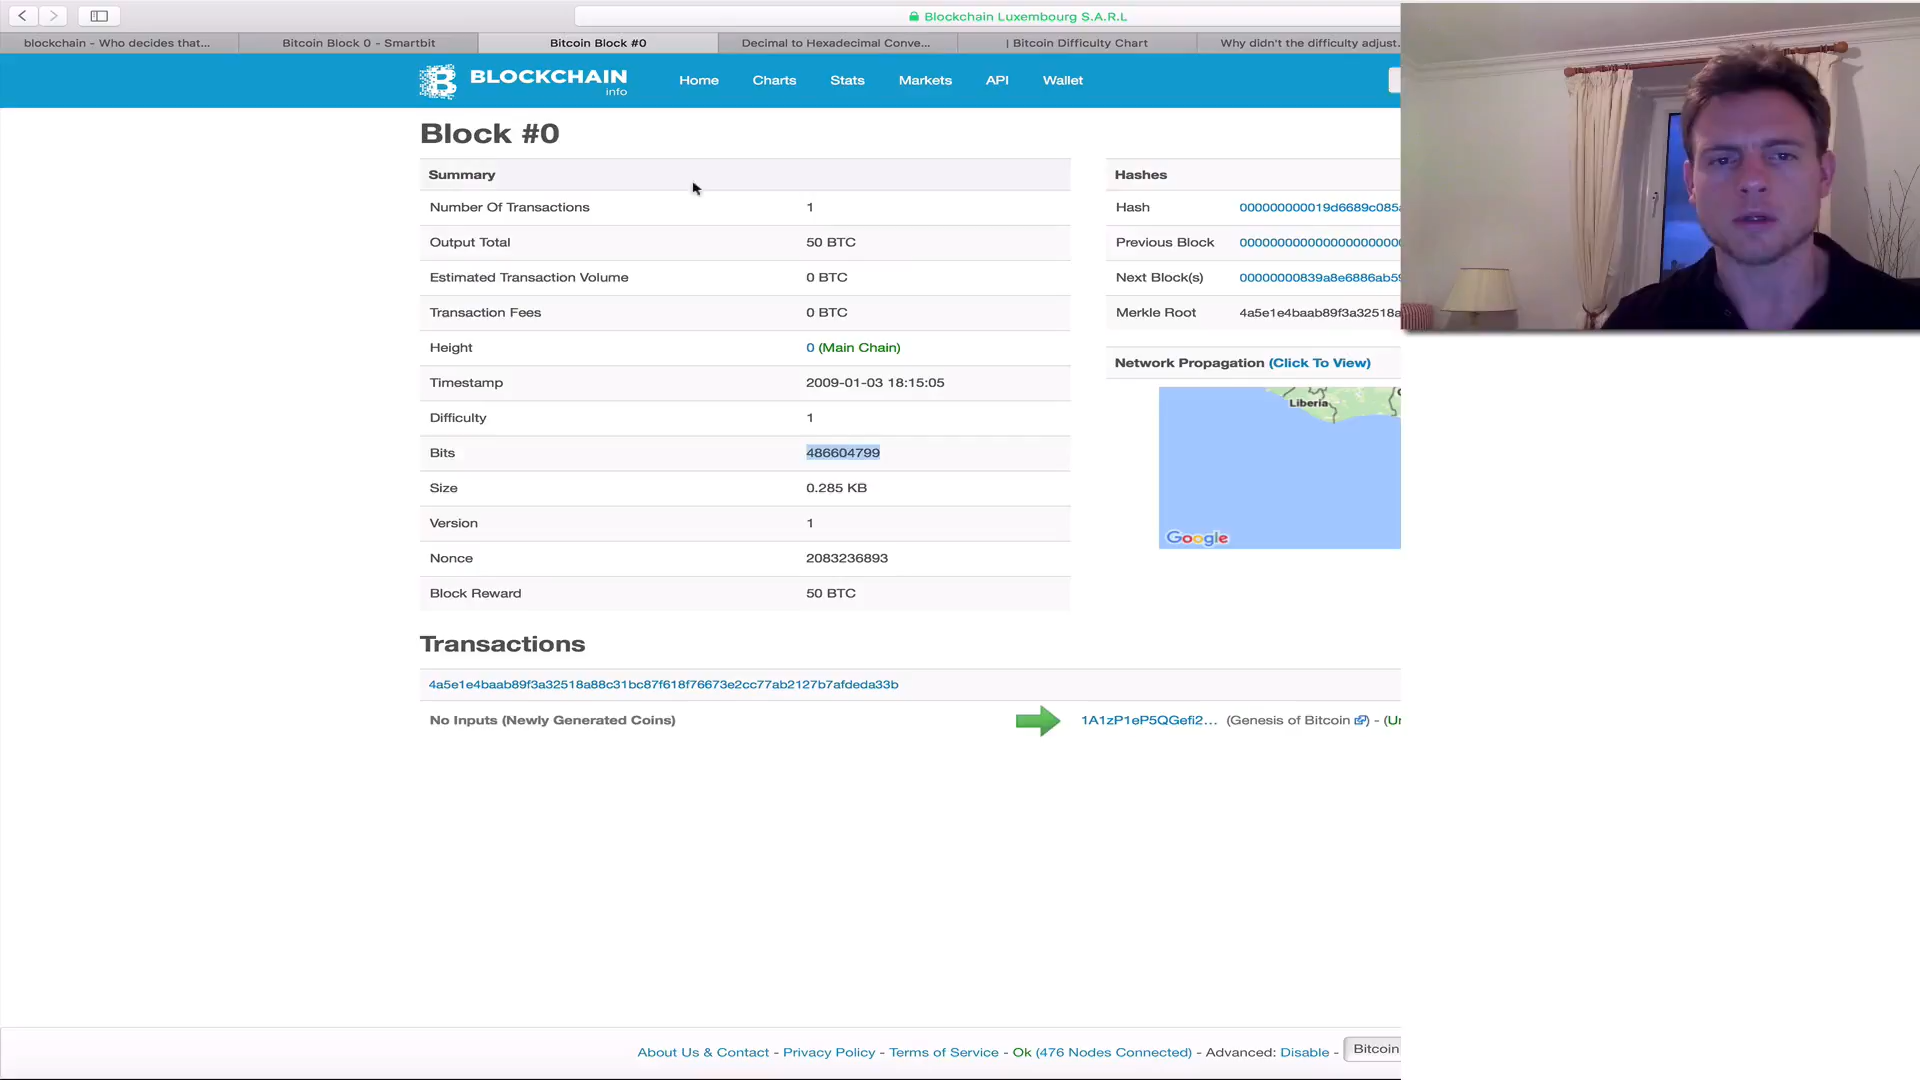 Blockchain Luxembourg S.A.R.L
blockchain - Who decides that...
Bitcoin Block 0 - Smartbit
Bitcoin Block #0
Decimal to Hexadecimal Conve...
| Bitcoin Difficulty Chart
Why didn't the difficulty adjust.
BLOCKCHAIN
info
Home
Charts
Stats
Markets
API
Wallet
Block #0
Summary
Number Of Transactions 1
Output Total 50 BTC
Estimated Transaction Volume 0 BTC
Transaction Fees 0 BTC
Height 0 (Main Chain)
Timestamp 2009-01-03 18:15:05
Difficulty 1
Bits 486604799
Size 0.285 KB
Version 1
Nonce 2083236893
Block Reward 50 BTC
Hashes
Hash 000000000019d6689c085
Previous Block 00000000000000000000000
Next Block(s) 00000000839a8e6886ab5
Merkle Root 4a5e1e4baab89f3a32518a
Network Propagation (Click To View)
Liberia
Google
Transactions
4a5e1e4baab89f3a32518a88c31bc87f618f76673e2cc77ab2127b7afdeda33b
No Inputs (Newly Generated Coins)
1A1zP1eP5QGefi2... (Genesis of Bitcoin) - (Ur
About Us & Contact - Privacy Policy - Terms of Service - Ok (476 Nodes Connected) - Advanced: Disable -
Bitcoin